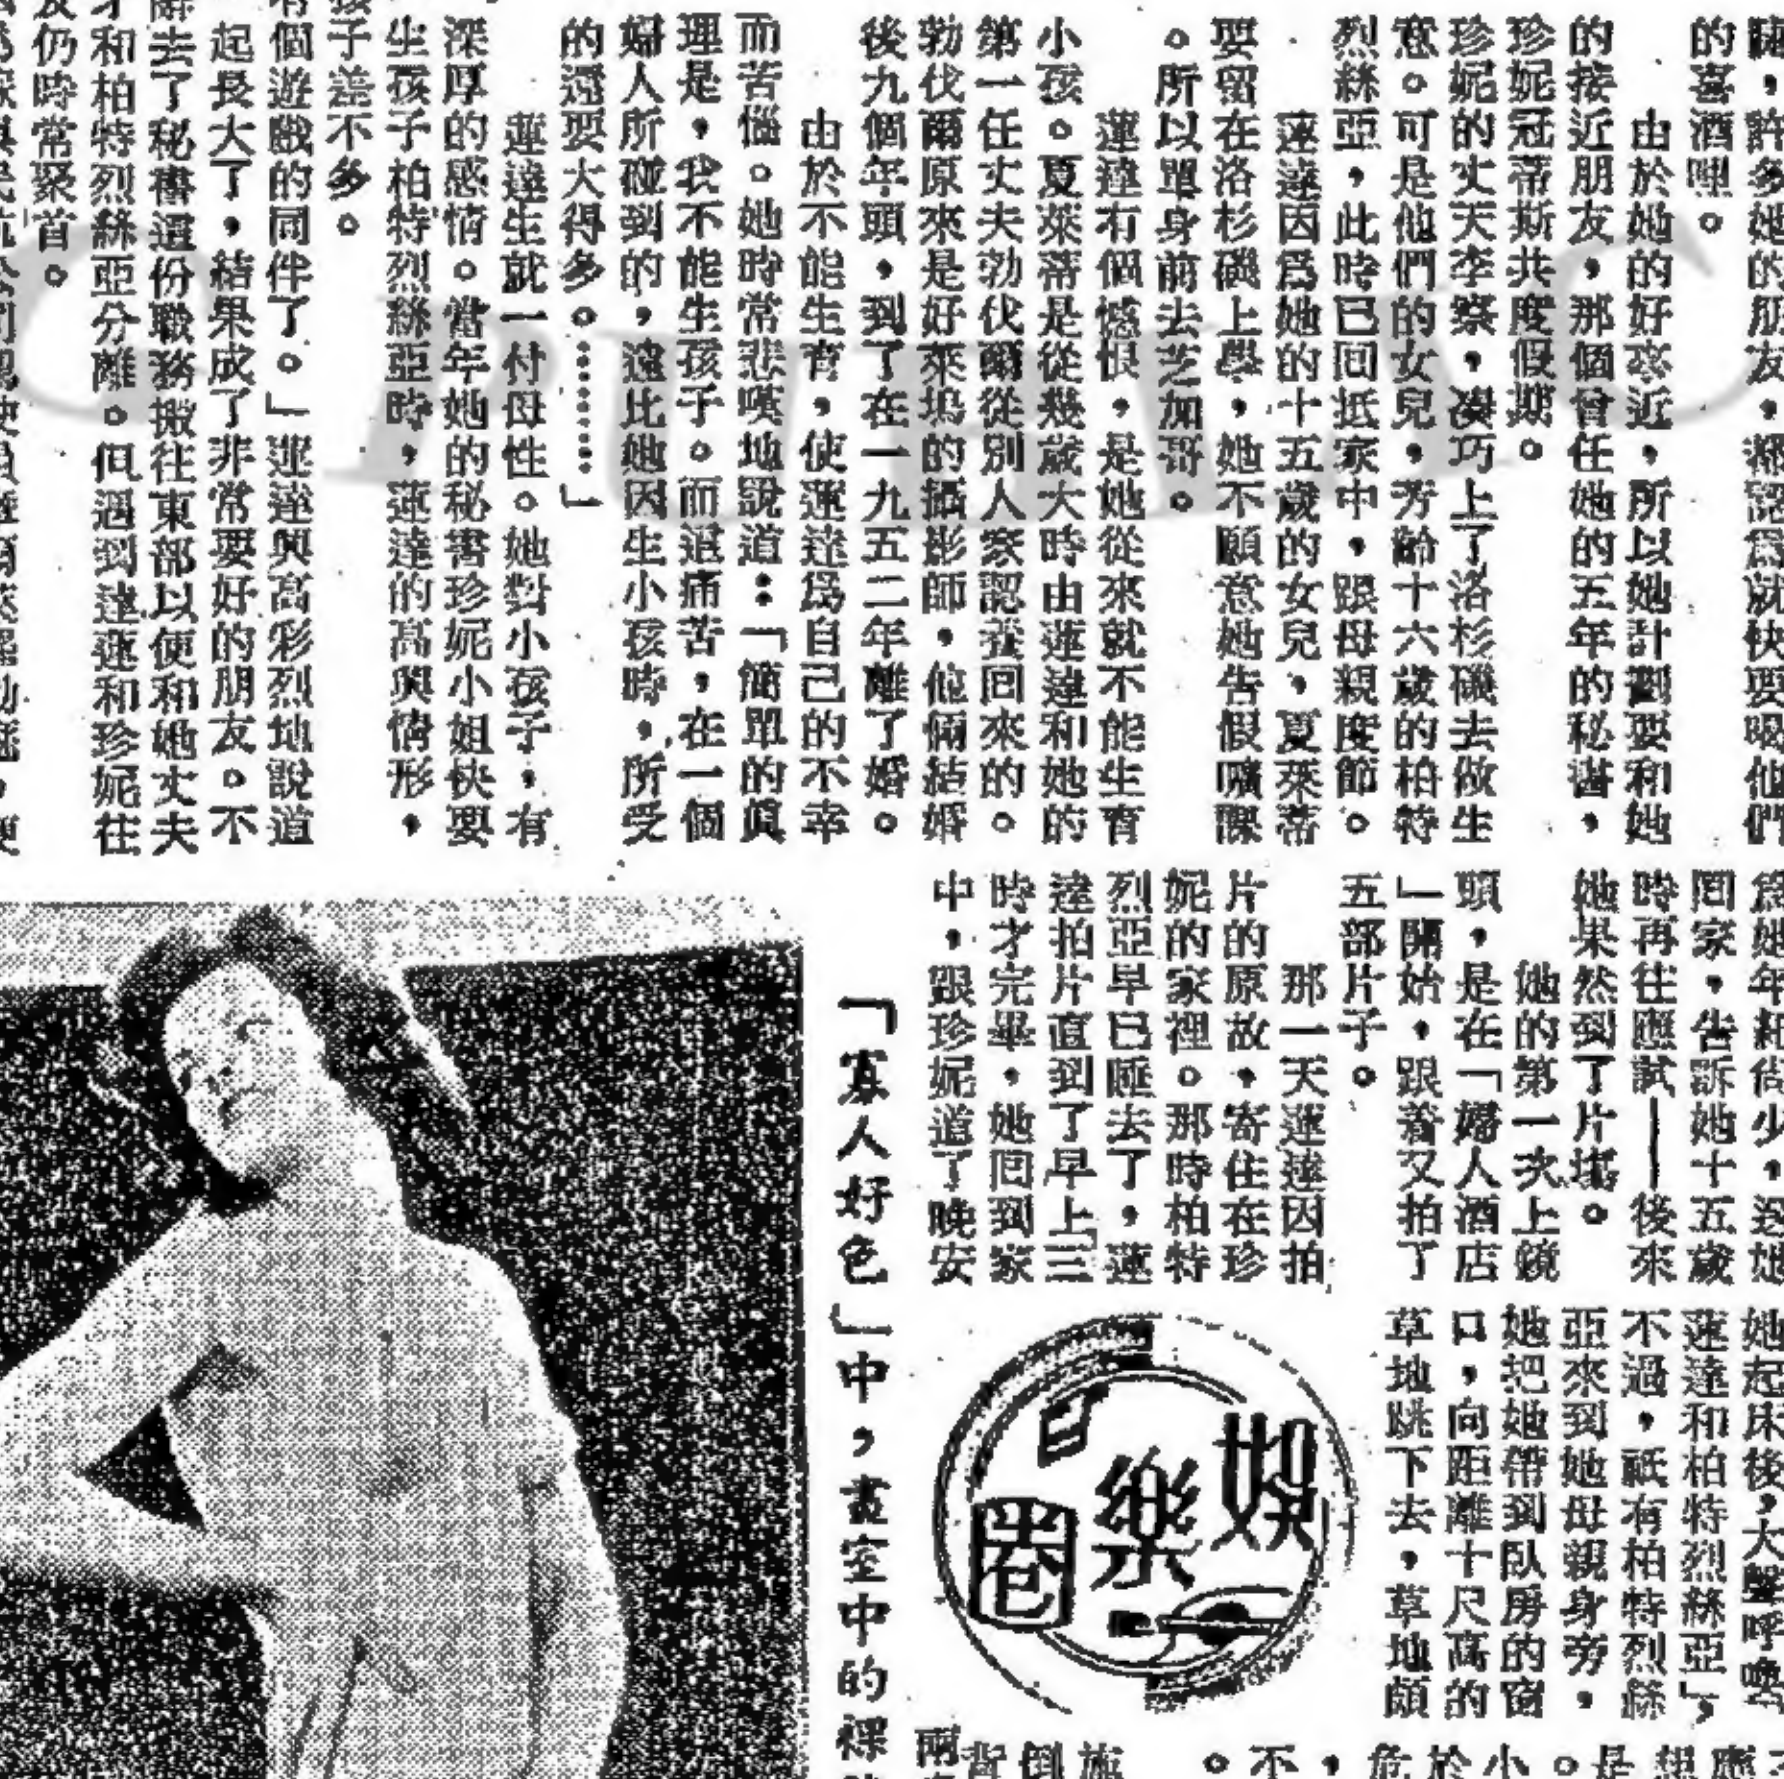 的喜酒哩。
由於她的好亲近，所以她計劃要和她
的接近朋友，那個曾任她的五年的秘書，
珍妮冠蒂斯共度假期。
珍妮的丈夫李察，湊巧上了洛杉磯去做生
意。可是他們的女兒，芳齡十六歲的柏特
烈絲亞，此時已回抵家中，跟母親度節。
蓮達因爲她的十五歲的女兒，夏萊蒂
要留在洛杉磯上學，她不願意她告假曠課
。所以單身前去芝加哥。
蓮達有個憾恨，是她從來就不能生育
小孩。夏萊蒂是從幾歲大時由蓮達和她的
第一任丈夫勃伐爾從別人家認養回來的。
勃伐爾原來是好萊塢的攝影師，他倆結婚
後九個年頭，到了在一九五二年離了婚。
由於不能生育，使蓮達爲自己的不幸
而苦惱。她時常悲嘆地說道：「簡單的眞
理是，我不能生孩子。而這痛苦，在一個
婦人所碰到的，遠比她因生小孩時，所受
的還要大得多。…………」
蓮達生就一付母性。她對小孩子，有
深厚的感情。當年她的秘書珍妮小姐快要
生孩子柏特烈絲亞時，蓮達的高興情形，
孩子差不多。
有個遊戲的同伴了。」蓮達興高彩烈地說道
起長大了，結果成了非常要好的朋友。不
辭去了秘書這份職務搬往東部以便和她丈夫
才和柏特烈絲亞分離。但遇到達蓮和珍妮往
友仍時常聚首。
回家，告訴她十五歲
時再往應試——後來
她果然到了片塲。
她的第一次上鏡
頭，是在「婦人酒店
」開始，跟着又拍了
五部片子。
那一天蓮達因拍
片的原故，寄住在珍
妮的家裡。那時柏特
烈亞早已睡去了，蓮
達拍片直到了早上三
時才完畢，她囘到家
中，跟珍妮道了晚安
她起床後，大聲呼喚
蓮達和柏特烈絲亞」，
不過，祇有柏特烈絲
亞來到她母親身旁，
她把她帶到臥房的窗
口，向距離十尺高的
草地跳下去，草地頗
娛樂圈
「寡人好色」中，畫室中的裸